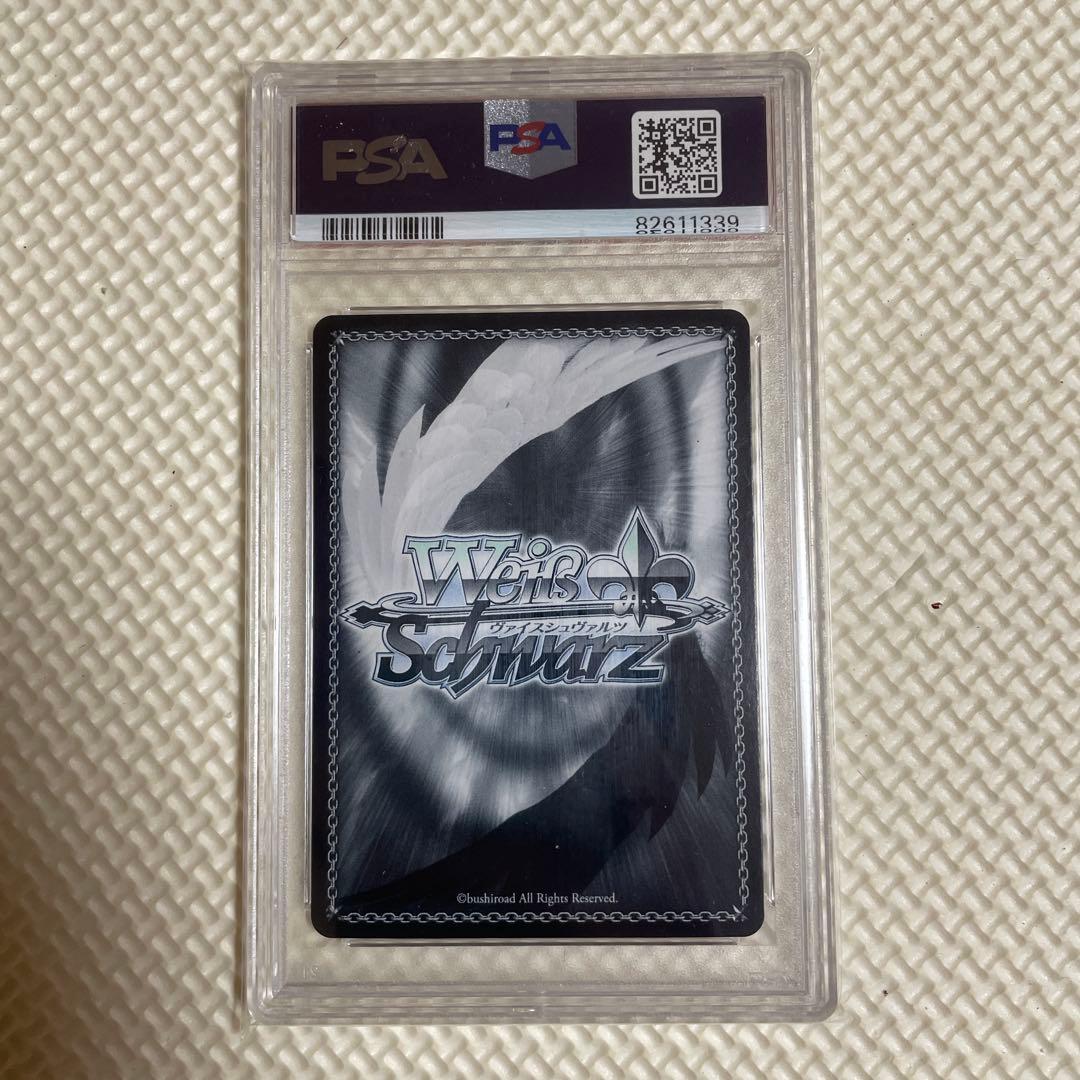 PSA
PSA
82611339
Weiß
ヴァイスシュヴァルツ
Schwarz
©bushiroad All Rights Reserved.